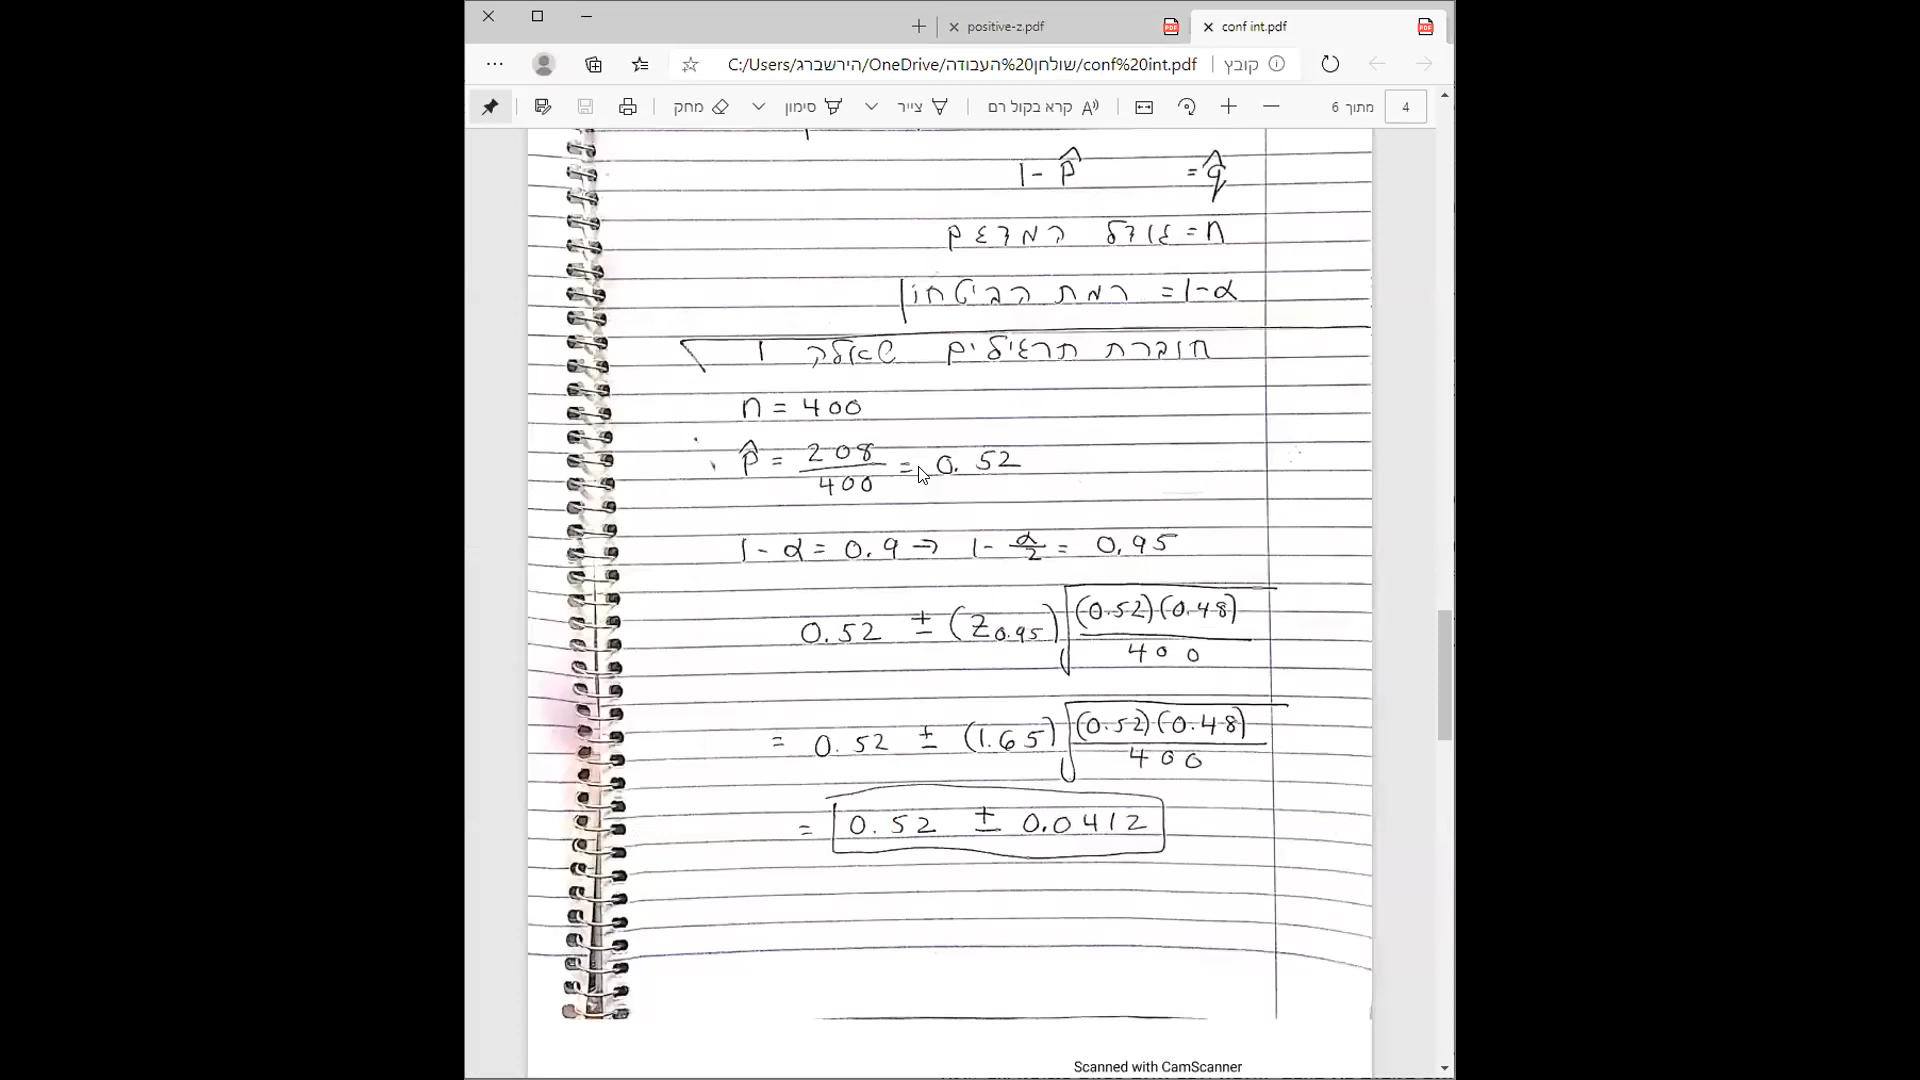 positive-z.pdf
conf int.pdf
C:/Users/הירשברג/OneDrive/שולחן%20העבודה/conf%20int.pdf
קובץ
מחק
סימון
צייר
קרא בקול רם
מתוך 6
4
1 - p̂ = q̂
n = גודל המדגם
1-α = רמת הביטחון
חוברת תרגילים שאלה 1
n = 400
p̂ = 208/400 = 0.52
1 - α = 0.9 ⇒ 1 - α/2 = 0.95
0.52 ± (Z0.95) √((0.52)(0.48)/400)
= 0.52 ± (1.65) √((0.52)(0.48)/400)
= 0.52 ± 0.0412
Scanned with CamScanner